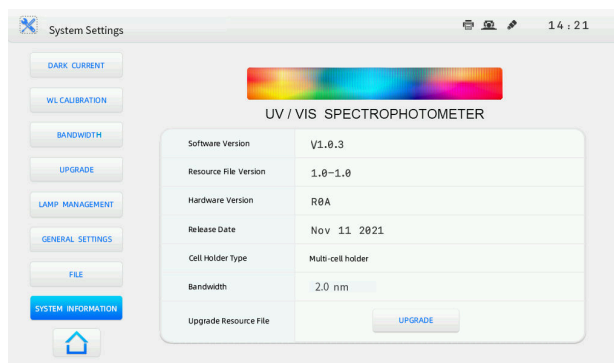 System Settings
14:21
DARK CURRENT
WL CALIBRATION
BANDWIDTH
UPGRADE
LAMP MANAGEMENT
GENERAL SETTINGS
FILE
SYSTEM INFORMATION
UV / VIS SPECTROPHOTOMETER
Software Version V1.0.3
Resource File Version 1.0-1.0
Hardware Version R0A
Release Date Nov 11 2021
Cell Holder Type Multi-cell holder
Bandwidth 2.0 nm
Upgrade Resource File UPGRADE